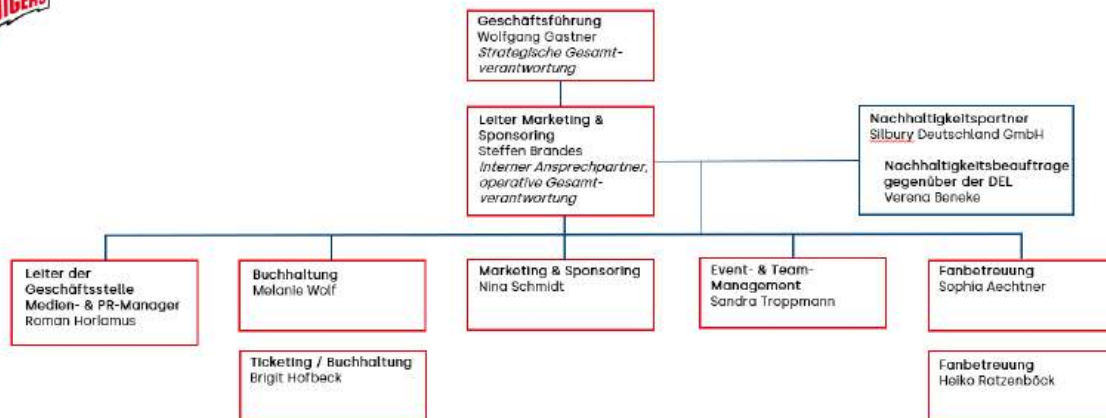 TIGERS
Geschäftsführung
Wolfgang Gastner
Strategische Gesamt-
verantwortung
Leiter Marketing &
Sponsoring
Steffen Brandes
Interner Ansprechpartner,
operative Gesamt-
verantwortung
Nachhaltigkeitspartner
Silbury Deutschland GmbH
Nachhaltigkeitsbeauftrage
gegenüber der DEL
Verena Beneke
Leiter der
Geschäftsstelle
Medien- & PR-Manager
Roman Horlamus
Buchhaltung
Melanie Wolf
Marketing & Sponsoring
Nina Schmidt
Event- & Team-
Management
Sandra Troppmann
Fanbetreuung
Sophia Aechtner
Ticketing / Buchhaltung
Brigit Hofbeck
Fanbetreuung
Heiko Ratzenböck